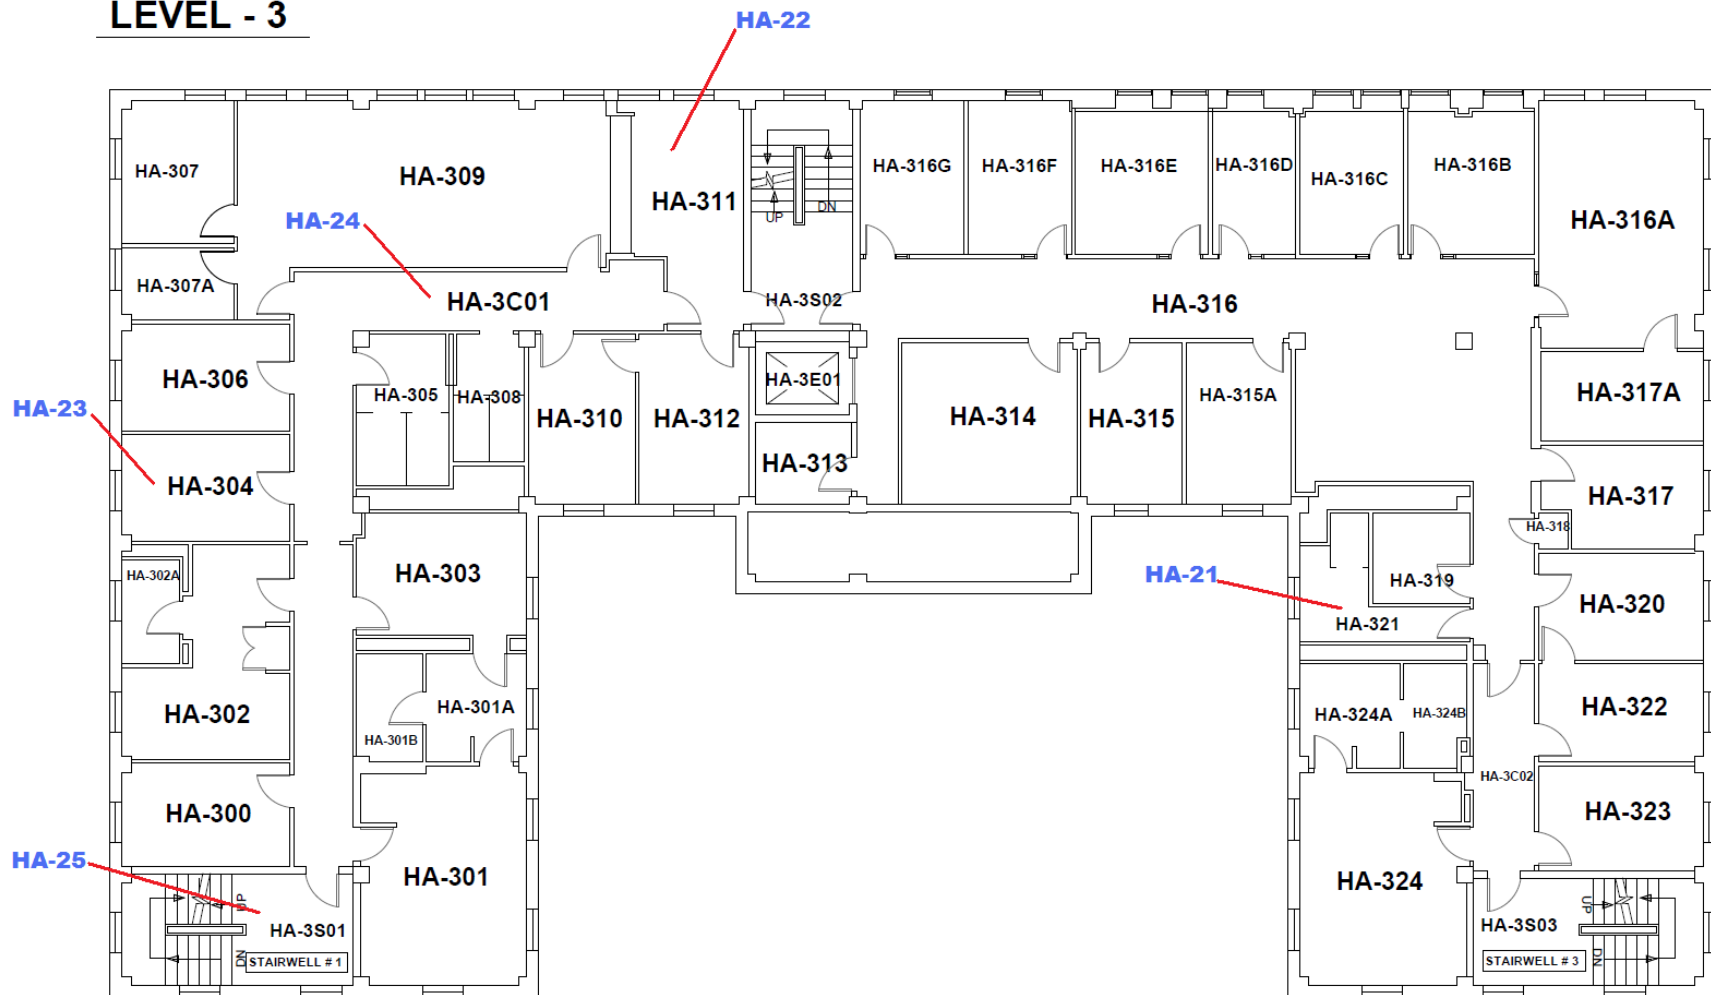 LEVEL - 3
HA-22
HA-307
HA-309
HA-311
UP
DN
HA-316G
HA-316F
HA-316E
HA-316D
HA-316C
HA-316B
HA-316A
HA-24
HA-307A
HA-3C01
HA-3S02
HA-316
HA-306
HA-305
HA-308
HA-310
HA-312
HA-3E01
HA-314
HA-315
HA-315A
HA-317A
HA-23
HA-304
HA-313
HA-317
HA-318
HA-302A
HA-303
HA-21
HA-319
HA-320
HA-321
HA-302
HA-301A
HA-301B
HA-324A
HA-324B
HA-322
HA-3C02
HA-300
HA-323
HA-25
HA-301
HA-324
UP
HA-3S01
DN
STAIRWELL # 1
UP
HA-3S03
DN
STAIRWELL # 3